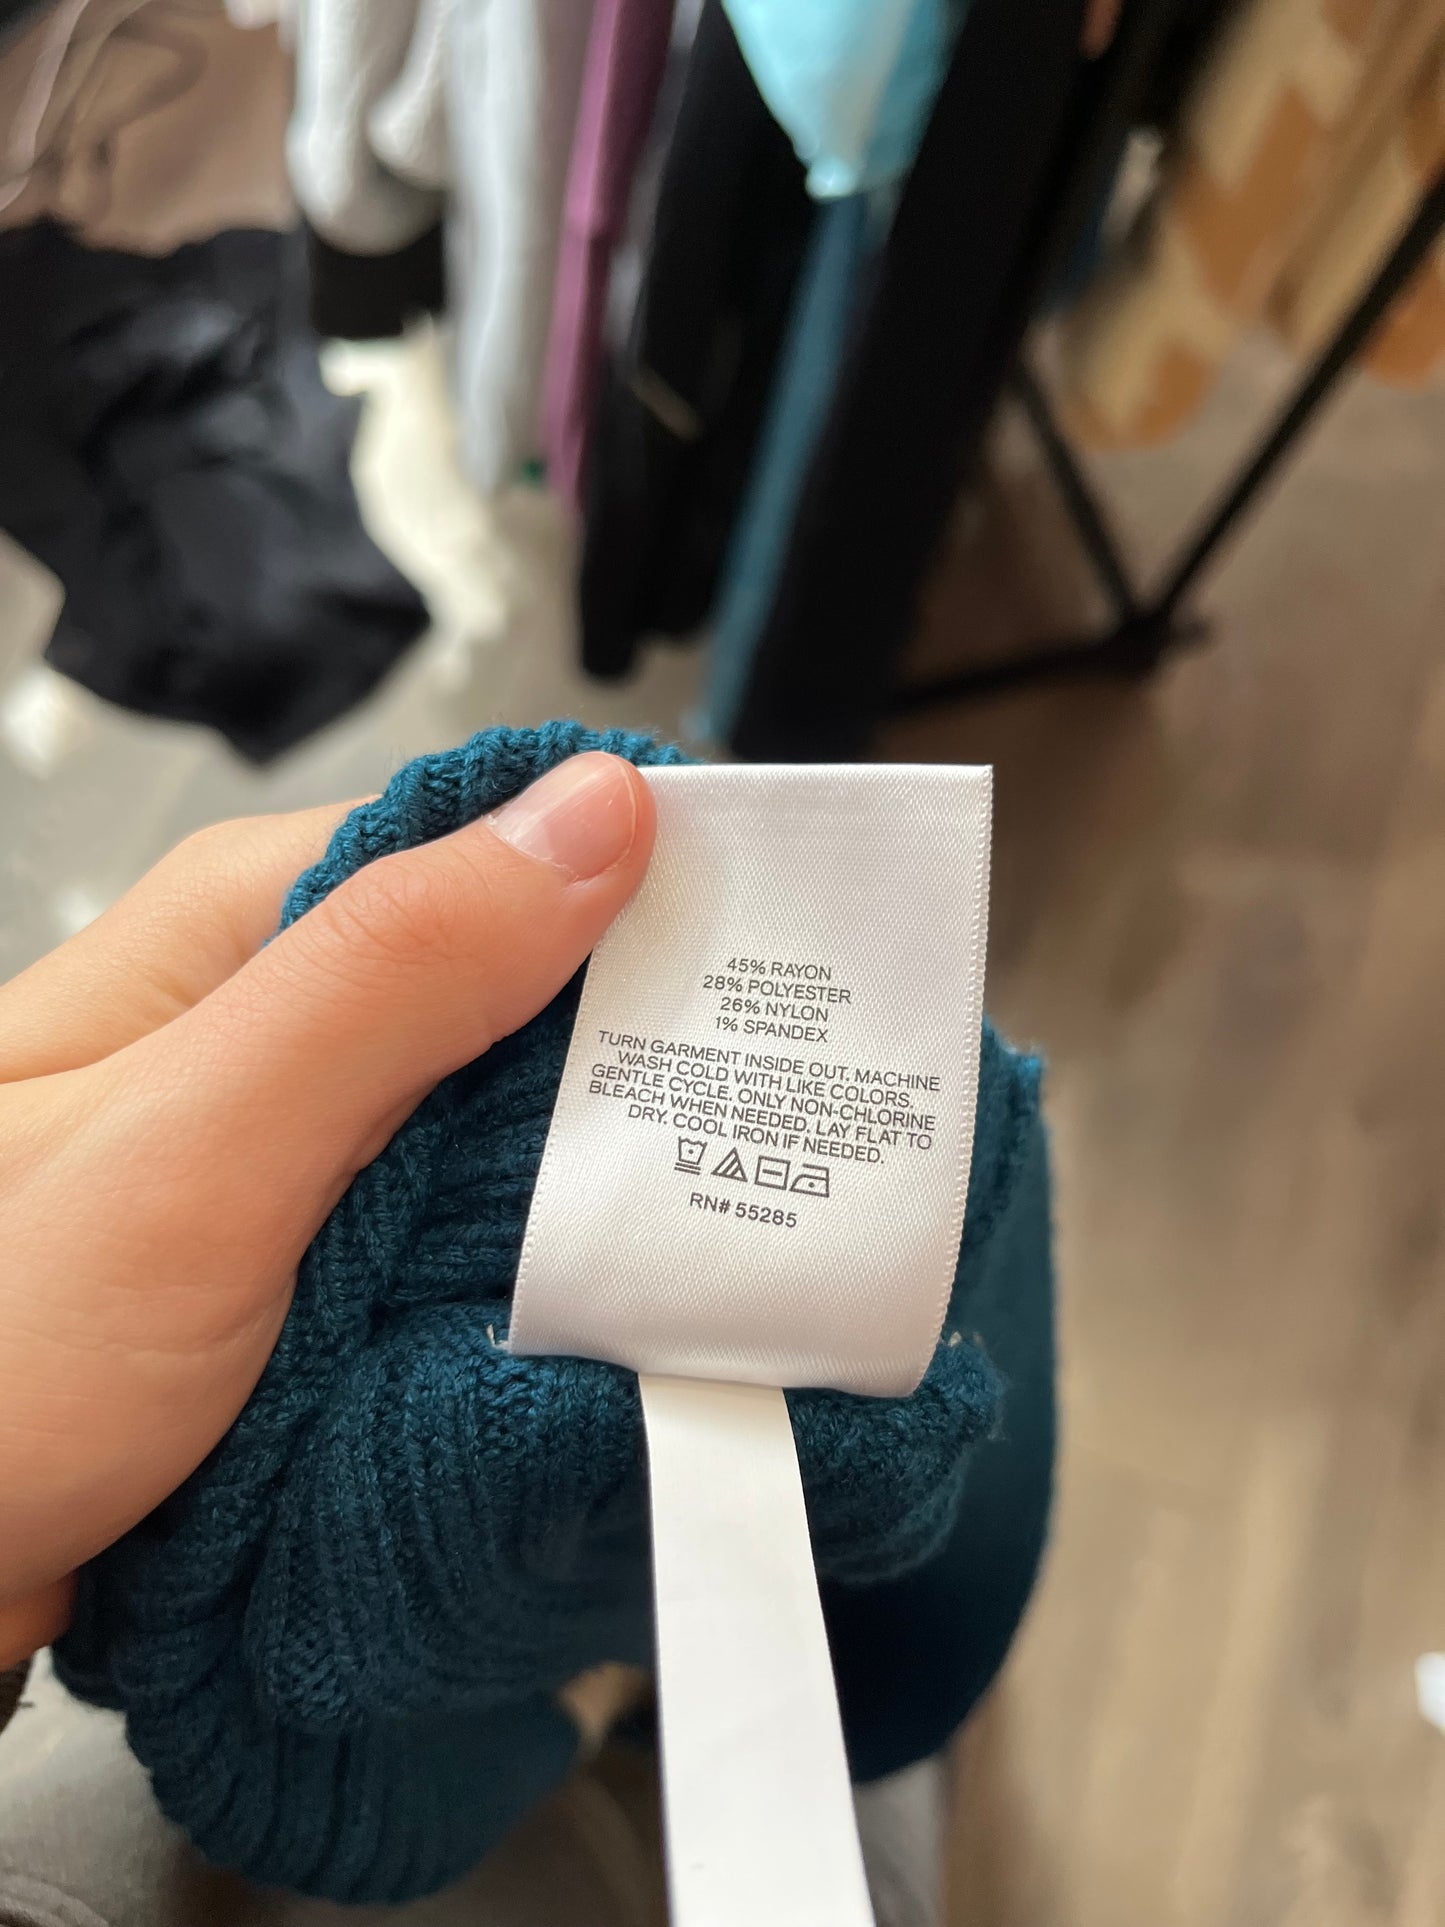 45% RAYON
28% POLYESTER
26% NYLON
1% SPANDEX
TURN GARMENT INSIDE OUT. MACHINE
WASH COLD WITH LIKE COLORS,
GENTLE CYCLE. ONLY NON-CHLORINE
BLEACH WHEN NEEDED. LAY FLAT TO
DRY. COOL IRON IF NEEDED.
RN# 55285